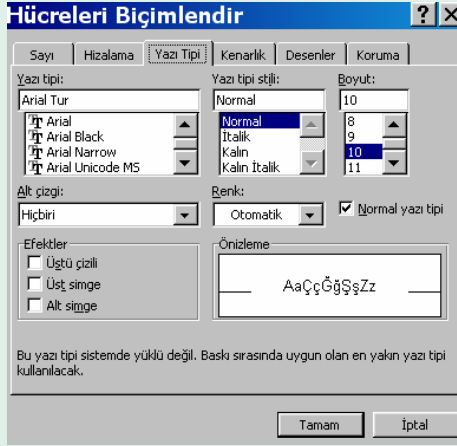 Hücreleri Biçimlendir
Sayı Hizalama Yazı Tipi Kenarlık Desenler Koruma
Yazı tipi: Yazı tipi stili: Boyut:
Arial Tur Normal 10
Arial Normal 8
Arial Black İtalik 9
Arial Narrow Kalın 10
Arial Unicode MS Kalın İtalik 11
Alt çizgi: Renk:
Hiçbiri Otomatik Normal yazı tipi
Efektler Önizleme
Üstü çizili
Üst simge AaÇçĞğSşZz
Alt simge
Bu yazı tipi sistemde yüklü değil. Baskı sırasında uygun olan en yakın yazı tipi
kullanılacak.
Tamam İptal